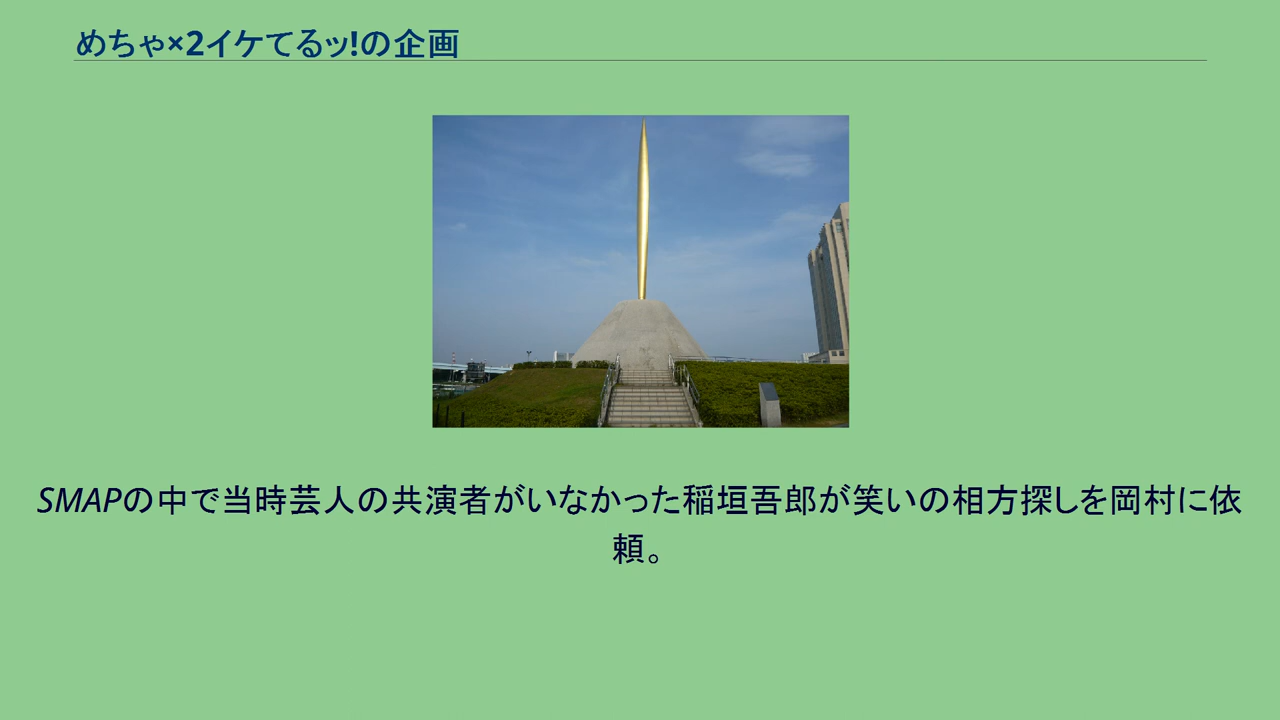 めちゃ×2イケてるッ!の企画
SMAPの中で当時芸人の共演者がいなかった稲垣吾郎が笑いの相方探しを岡村に依
頼。